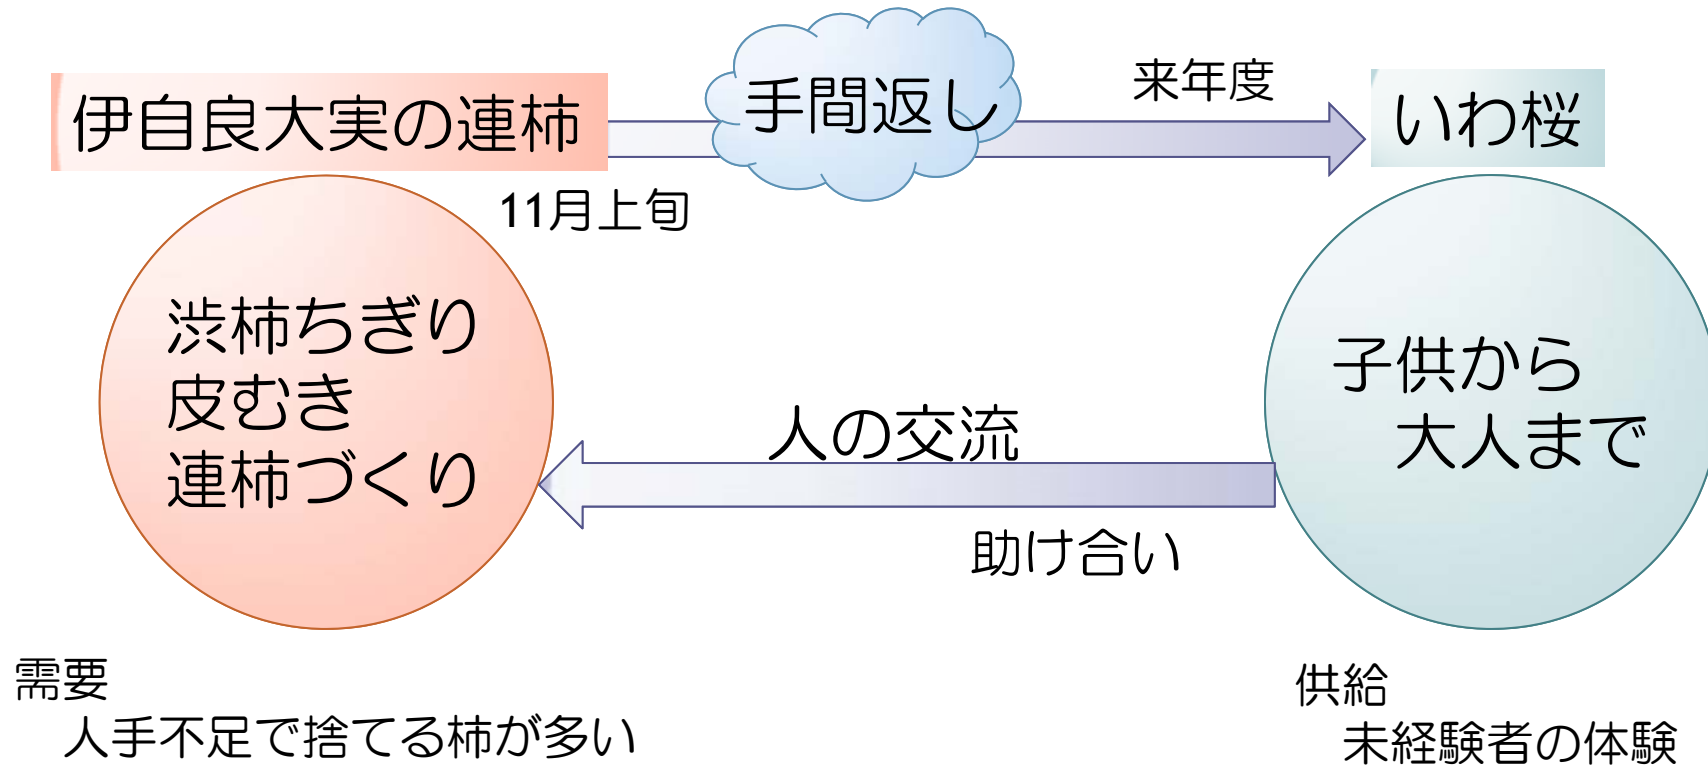 伊自良大実の連柿
手間返し
来年度
いわ桜
11月上旬
渋柿ちぎり
皮むき
連柿づくり
人の交流
助け合い
子供から
大人まで
需要
人手不足で捨てる柿が多い
供給
未経験者の体験